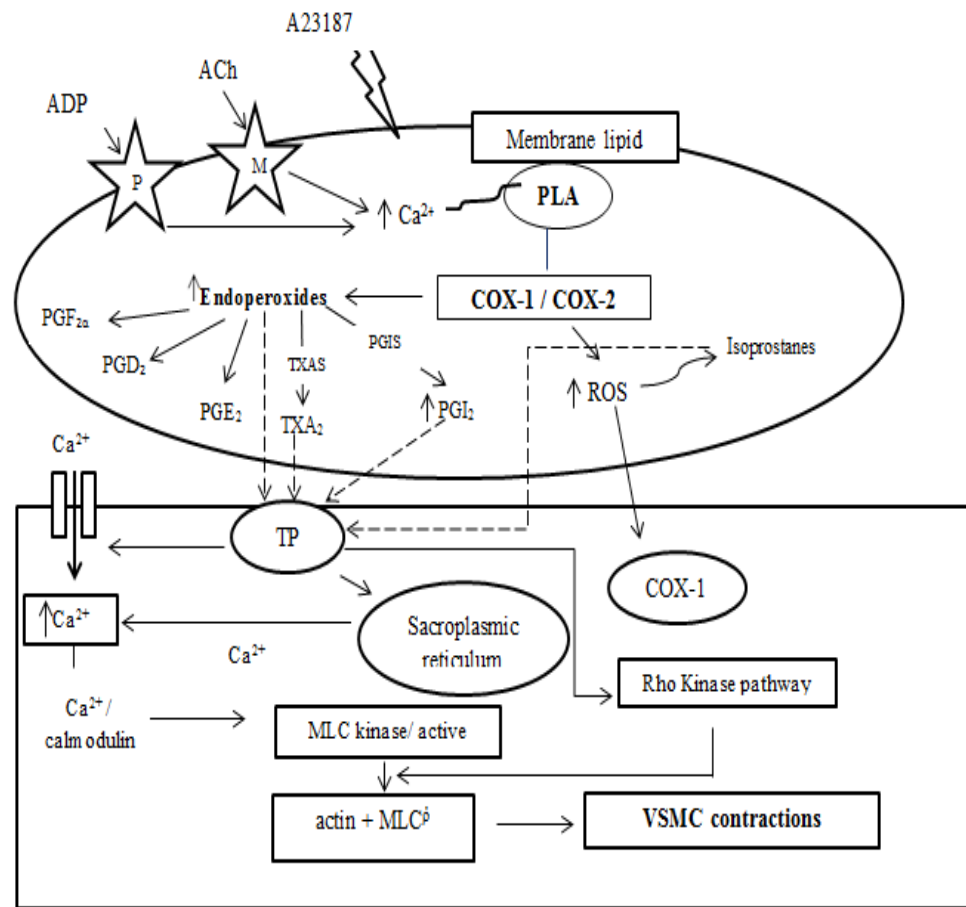 A23187
ACh
ADP
Membrane lipid
P
M
PLA
↑ Ca²⁺
↑ Endoperoxides
COX-1 / COX-2
PGF₂α
PGIS
Isoprostanes
PGD₂
TXAS
↑ ROS
PGE₂
TXA₂
↑ PGI₂
Ca²⁺
TP
COX-1
↑Ca²⁺
Sacroplasmic
reticulum
Ca²⁺
Rho Kinase pathway
Ca²⁺/
calmodulin
MLC kinase/ active
actin + MLCᵖ̊
VSMC contractions